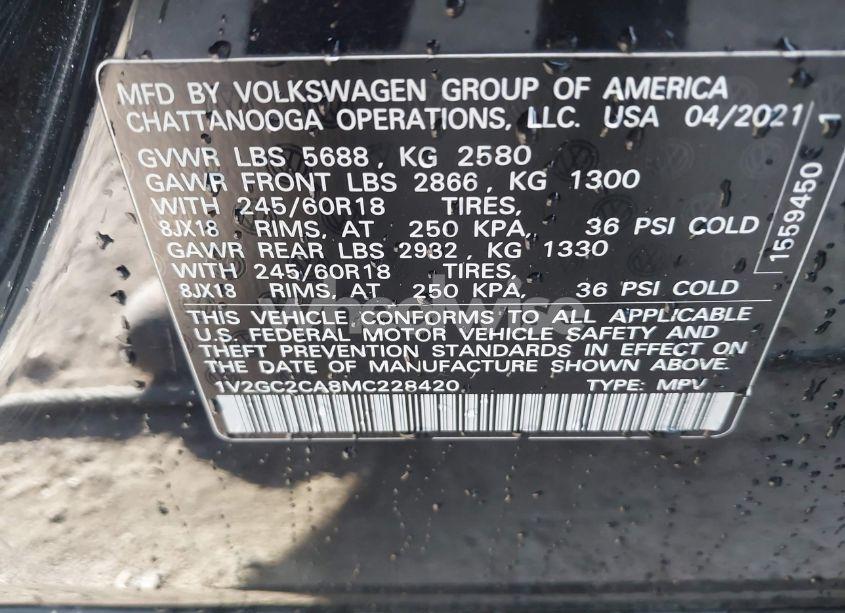 MFD BY VOLKSWAGEN GROUP OF AMERICA
CHATTANOOGA OPERATIONS, LLC. USA 04/2021
GVWR LBS 5688, KG 2580
GAWR FRONT LBS 2866, KG 1300
WITH 245/60R18 TIRES,
8JX18 RIMS, AT 250 KPA, 36 PSI COLD
GAWR REAR LBS 2932, KG 1330
WITH 245/60R18 TIRES,
8JX18 RIMS, AT 250 KPA, 36 PSI COLD
THIS VEHICLE CONFORMS TO ALL APPLICABLE
U.S. FEDERAL MOTOR VEHICLE SAFETY AND
THEFT PREVENTION STANDARDS IN EFFECT ON
THE DATE OF MANUFACTURE SHOWN ABOVE.
1V2GC2CA8MC228420 TYPE: MPV
1559450 1